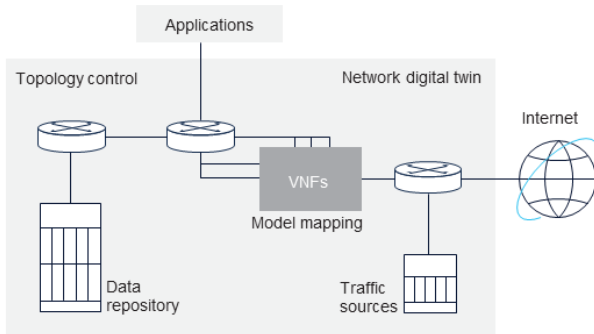 Applications
Topology control
Network digital twin
Internet
VNFs
Model mapping
Data
repository
Traffic
sources